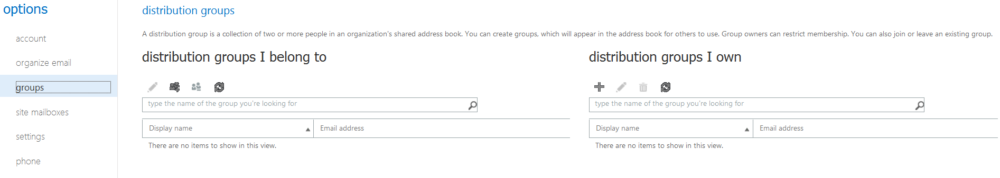 options
account
organize email
groups
site mailboxes
settings
phone
distribution groups
A distribution group is a collection of two or more people in an organization's shared address book. You can create groups, which will appear in the address book for others to use. Group owners can restrict membership. You can also join or leave an existing group.
distribution groups I belong to
type the name of the group you're looking for
Display name Email address
There are no items to show in this view.
distribution groups I own
type the name of the group you're looking for
Display name Email address
There are no items to show in this view.